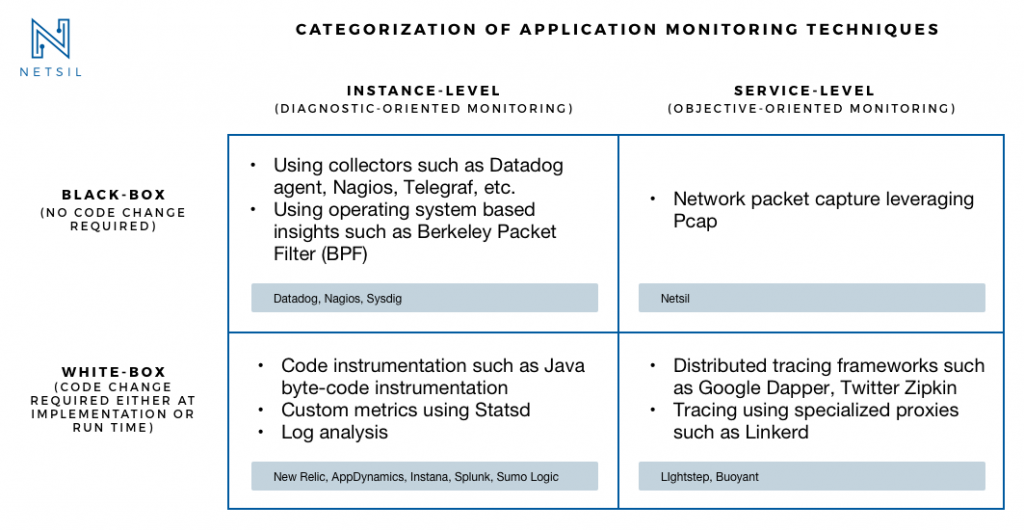 NETSIL
CATEGORIZATION OF APPLICATION MONITORING TECHNIQUES
INSTANCE-LEVEL
(DIAGNOSTIC-ORIENTED MONITORING)
SERVICE-LEVEL
(OBJECTIVE-ORIENTED MONITORING)
BLACK-BOX
(NO CODE CHANGE
REQUIRED)
• Using collectors such as Datadog
agent, Nagios, Telegraf, etc.
• Using operating system based
insights such as Berkeley Packet
Filter (BPF)
Datadog, Nagios, Sysdig
• Network packet capture leveraging
Pcap
Netsil
WHITE-BOX
(CODE CHANGE
REQUIRED EITHER AT
IMPLEMENTATION OR
RUN TIME)
• Code instrumentation such as Java
byte-code instrumentation
• Custom metrics using Statsd
• Log analysis
New Relic, AppDynamics, Instana, Splunk, Sumo Logic
• Distributed tracing frameworks such
as Google Dapper, Twitter Zipkin
• Tracing using specialized proxies
such as Linkerd
LIghtstep, Buoyant